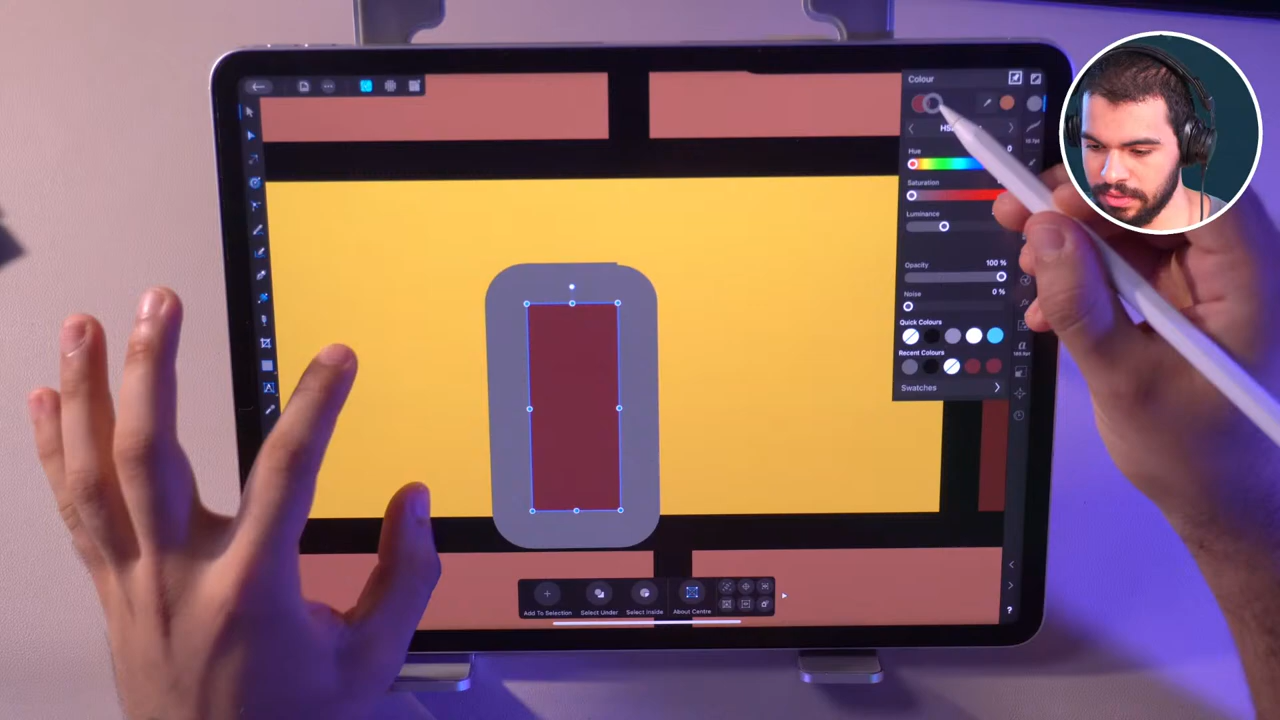 Colour
Hue
0
Saturation
Luminance
Opacity
100 %
Noise
0 %
Quick Colours
Recent Colours
Swatches
?
Add To Selection
Select Under
Select Inside
About Centre